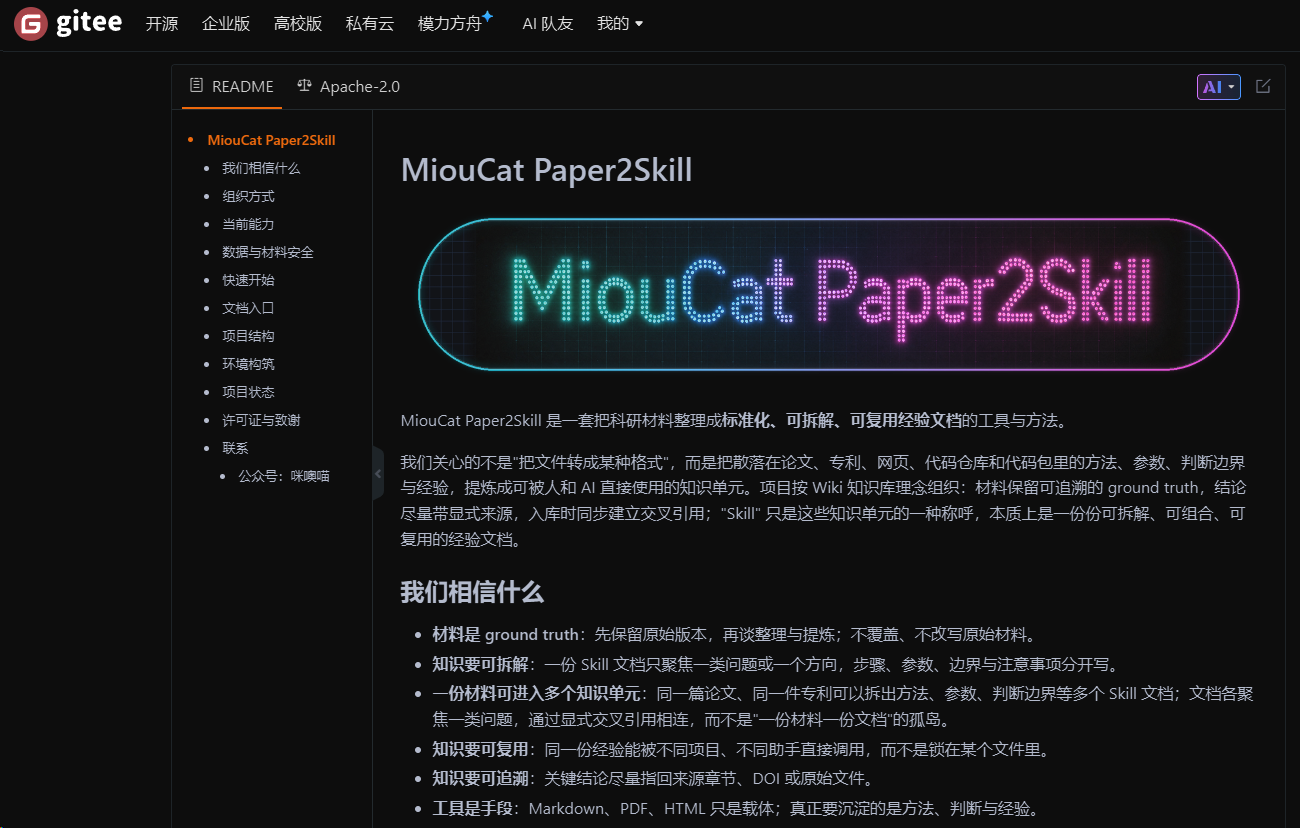 gitee 开源 企业版 高校版 私有云 模力方舟 AI 队友 我的
README Apache-2.0 AI
MiouCat Paper2Skill
我们相信什么
组织方式
当前能力
数据与材料安全
快速开始
文档入口
项目结构
环境构筑
项目状态
许可证与致谢
联系
公众号：咪噢喵
MiouCat Paper2Skill
MiouCat Paper2Skill
MiouCat Paper2Skill 是一套把科研材料整理成标准化、可拆解、可复用经验文档的工具与方法。
我们关心的不是"把文件转成某种格式"，而是把散落在论文、专利、网页、代码仓库和代码包里的方法、参数、判断边界
与经验，提炼成可被人和 AI 直接使用的知识单元。项目按 Wiki 知识库理念组织：材料保留可追溯的 ground truth，结论
尽量带显式来源，入库时同步建立交叉引用；"Skill" 只是这些知识单元的一种称呼，本质上是一份份可拆解、可组合、可
复用的经验文档。
我们相信什么
材料是 ground truth：先保留原始版本，再谈整理与提炼；不覆盖、不改写原始材料。
知识要可拆解：一份 Skill 文档只聚焦一类问题或一个方向，步骤、参数、边界与注意事项分开写。
一份材料可进入多个知识单元：同一篇论文、同一件专利可以拆出方法、参数、判断边界等多个 Skill 文档；文档各聚
焦一类问题，通过显式交叉引用相连，而不是"一份材料一份文档"的孤岛。
知识要可复用：同一份经验能被不同项目、不同助手直接调用，而不是锁在某个文件里。
知识要可追溯：关键结论尽量指回来源章节、DOI 或原始文件。
工具是手段：Markdown、PDF、HTML 只是载体；真正要沉淀的是方法、判断与经验。